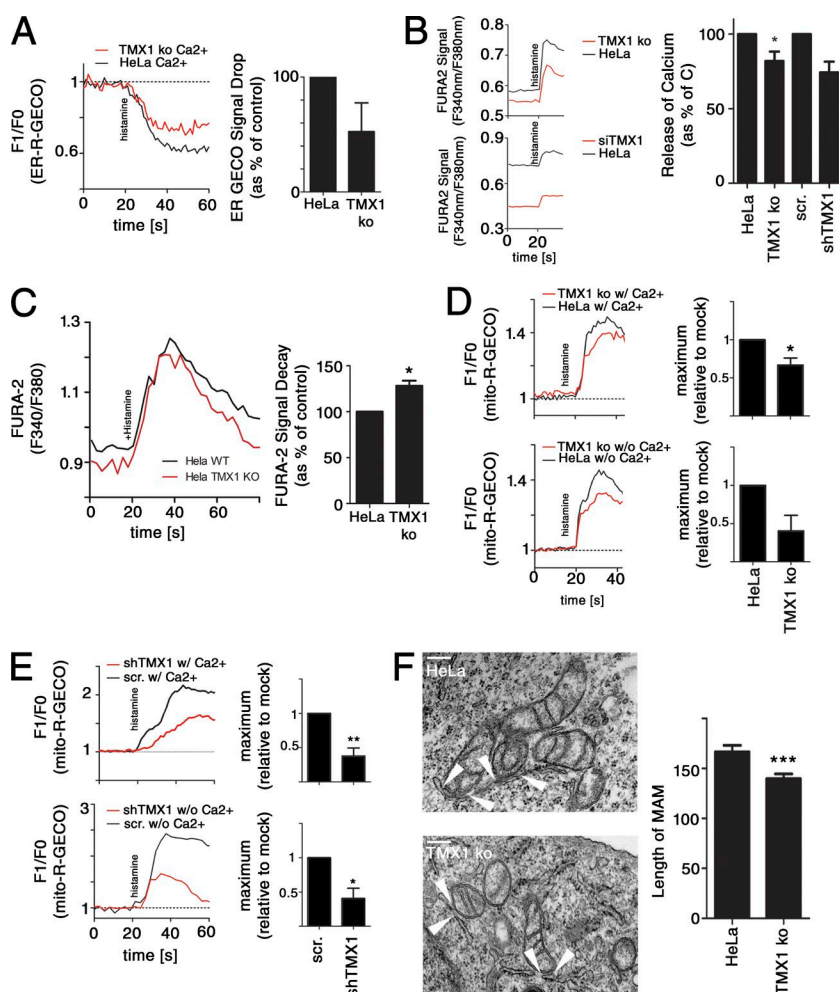 A
TMX1 ko Ca2+
HeLa Ca2+
F1/F0
(ER-R-GECO)
1
0.6
histamine
0
20
40
60
time [s]
ER GECO Signal Drop
(as % of control)
100
50
0
HeLa
TMX1
ko
B
FURA2 Signal
(F340nm/F380nm)
0.8
0.7
0.6
0.5
histamine
TMX1 ko
HeLa
FURA2 Signal
(F340nm/F380nm)
0.9
0.6
0.3
histamine
siTMX1
HeLa
0
20
time [s]
Release of Calcium
(as % of C)
100
50
0
*
HeLa
TMX1 ko
scr.
shTMX1
C
FURA-2
(F340/F380)
1.3
1.1
0.9
+Histamine
Hela WT
Hela TMX1 KO
0
20
40
60
time [s]
FURA-2 Signal Decay
(as % of control)
150
100
50
0
*
HeLa
TMX1
ko
D
TMX1 ko w/ Ca2+
HeLa w/ Ca2+
F1/F0
(mito-R-GECO)
1.4
1
histamine
maximum
(relative to mock)
1
0.5
*
TMX1 ko w/o Ca2+
HeLa w/o Ca2+
F1/F0
(mito-R-GECO)
1.4
1
histamine
0
20
40
time [s]
maximum
(relative to mock)
1
0.5
HeLa
TMX1 ko
E
shTMX1 w/ Ca2+
scr. w/ Ca2+
F1/F0
(mito-R-GECO)
2
1
histamine
maximum
(relative to mock)
1
0.5
**
shTMX1 w/o Ca2+
scr. w/o Ca2+
F1/F0
(mito-R-GECO)
3
2
1
histamine
0
20
40
60
time [s]
maximum
(relative to mock)
1
0.5
*
scr.
shTMX1
F
HeLa
TMX1 ko
Length of MAM
150
100
50
0
***
HeLa
TMX1 ko